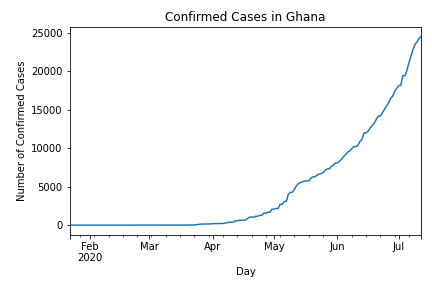 Confirmed Cases in Ghana
Number of Confirmed Cases
25000
20000
15000
10000
5000
0
Feb Mar Apr May Jun Jul
2020
Day